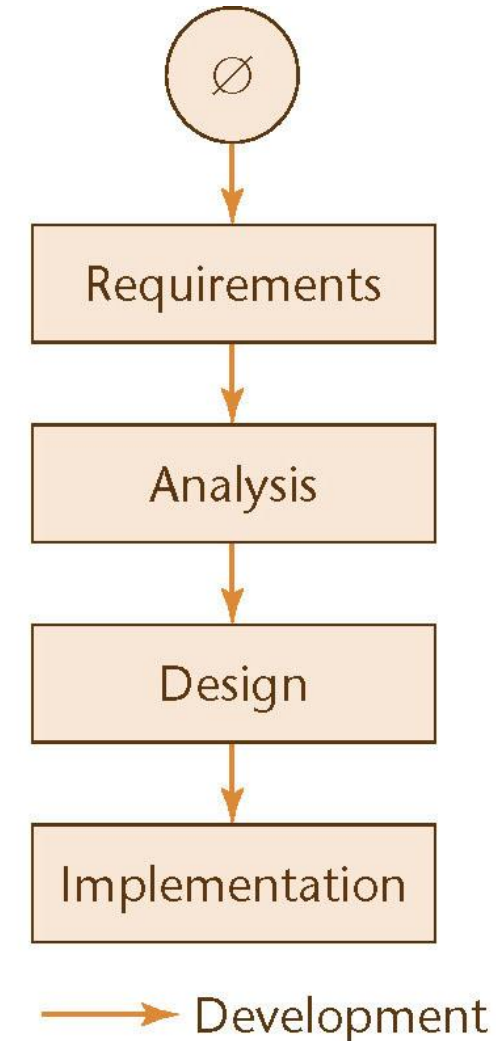 ∅
Requirements
Analysis
Design
Implementation
Development